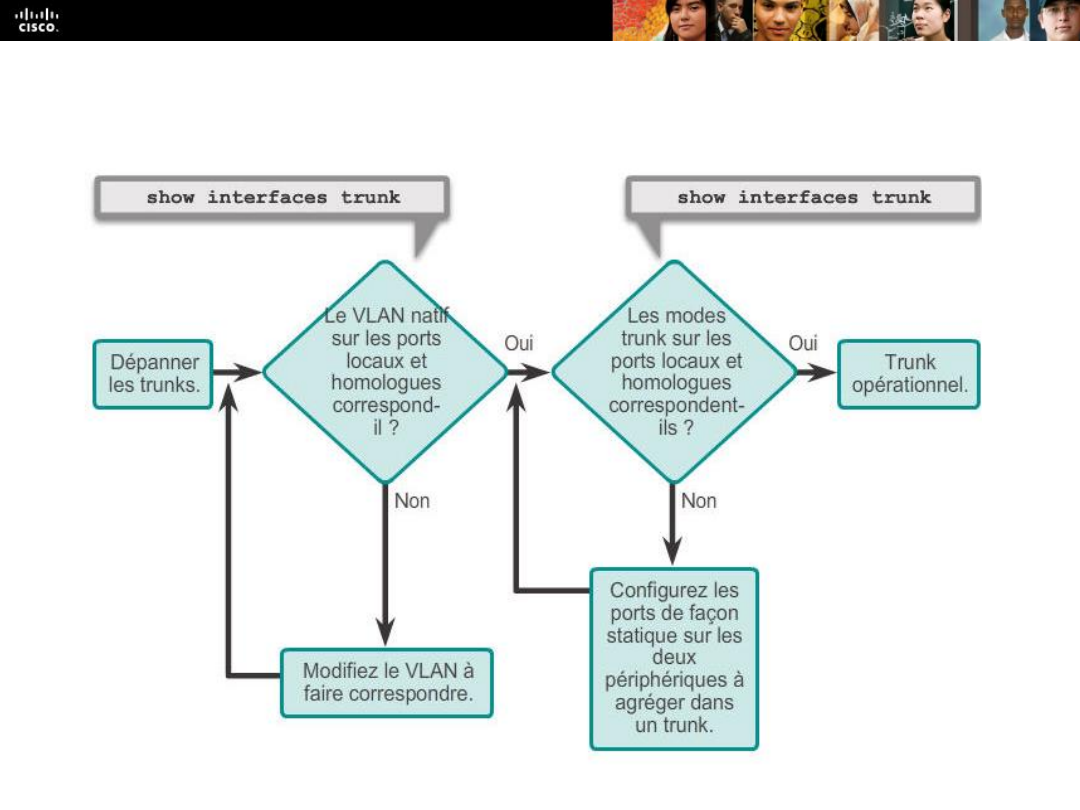 CISCO.
show interfaces trunk
show interfaces trunk
Dépanner
les trunks.
Le VLAN natif
sur les ports
locaux et
homologues
correspond-
il ?
Oui
Les modes
trunk sur les
ports locaux et
homologues
correspondent-
ils ?
Oui
Trunk
opérationnel.
Non
Non
Modifiez le VLAN à
faire correspondre.
Configurez les
ports de façon
statique sur les
deux
périphériques à
agréger dans
un trunk.